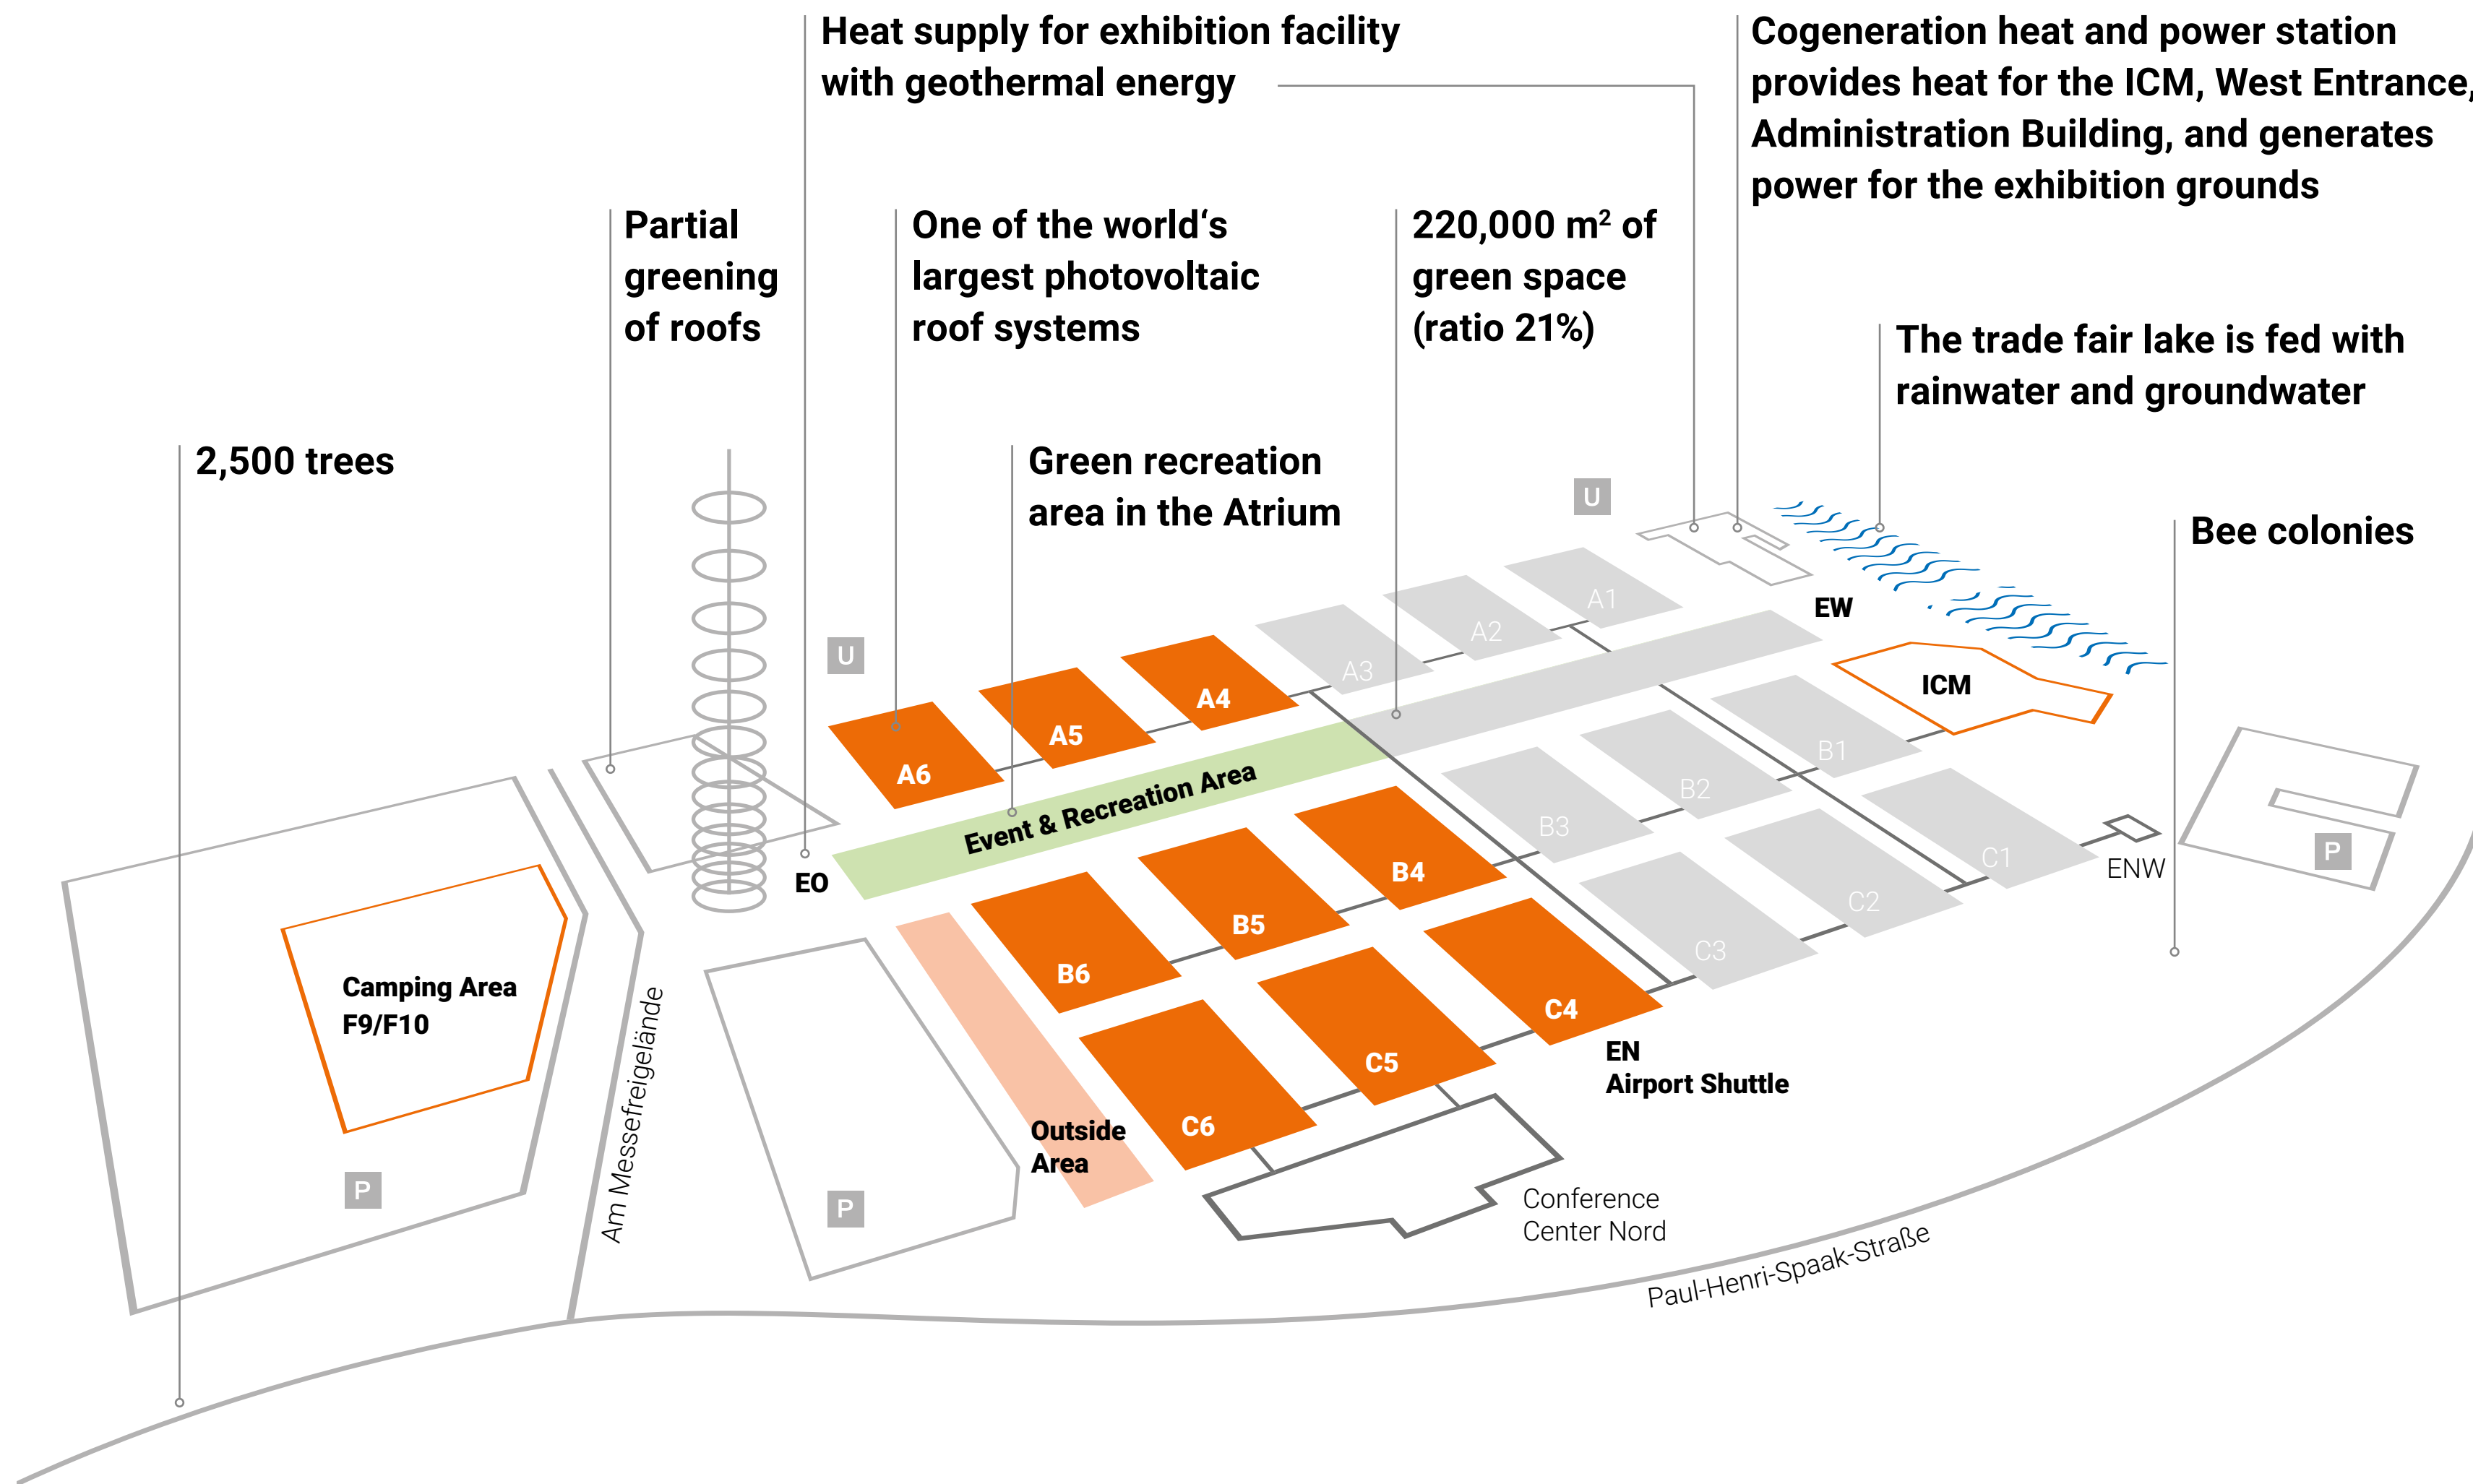 Heat supply for exhibition facility
with geothermal energy
Cogeneration heat and power station
provides heat for the ICM, West Entrance,
Administration Building, and generates
power for the exhibition grounds
Partial
greening
of roofs
One of the world‘s
largest photovoltaic
roof systems
220,000 m² of
green space
(ratio 21%)
The trade fair lake is fed with
rainwater and groundwater
2,500 trees
Green recreation
area in the Atrium
Bee colonies
U
U
A1
A2
A3
A4
A5
A6
EW
ICM
Event & Recreation Area
EO
B1
B2
B3
B4
B5
B6
C1
C2
C3
C4
C5
C6
ENW
P
Camping Area
F9/F10
P
Am Messefreigelände
P
Outside
Area
EN
Airport Shuttle
Conference
Center Nord
Paul-Henri-Spaak-Straße